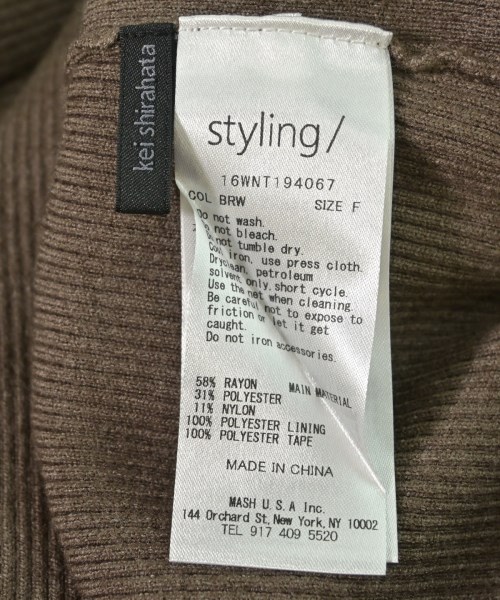 kei shirahata
styling/
16WNT194067
COL BRW SIZE F
Do not wash.
Do not bleach.
Do not tumble dry.
Cool iron, use press cloth.
Dryclean, petroleum
solvent only, short cycle.
Use the net when cleaning.
Be careful not to expose to
friction or let it get
caught.
Do not iron accessories.
58% RAYON MAIN MATERIAL
31% POLYESTER
11% NYLON
100% POLYESTER LINING
100% POLYESTER TAPE
MADE IN CHINA
MASH U.S.A Inc.
144 Orchard St, New York, NY 10002
TEL 917 409 5520